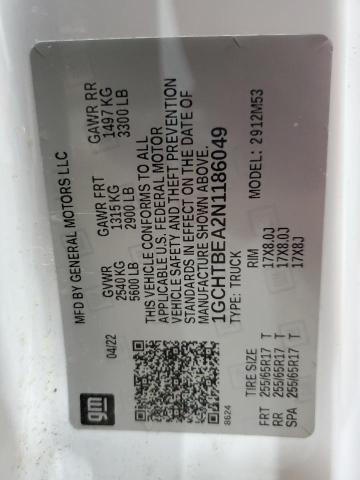 gm
MFD BY GENERAL MOTORS LLC
04/22
GVWR
2540 KG
5600 LB
GAWR FRT
1315 KG
2900 LB
GAWR RR
1497 KG
3300 LB
THIS VEHICLE CONFORMS TO ALL
APPLICABLE U.S. FEDERAL MOTOR
VEHICLE SAFETY AND THEFT PREVENTION
STANDARDS IN EFFECT ON THE DATE OF
MANUFACTURE SHOWN ABOVE.
1GCHTBEA2N1186049
TYPE: TRUCK
MODEL: 2912M53
8624
TIRE SIZE RIM
FRT 255/65R17 T 17X8.0J
RR 255/65R17 T 17X8.0J
SPA 255/65R17 T 17X8J